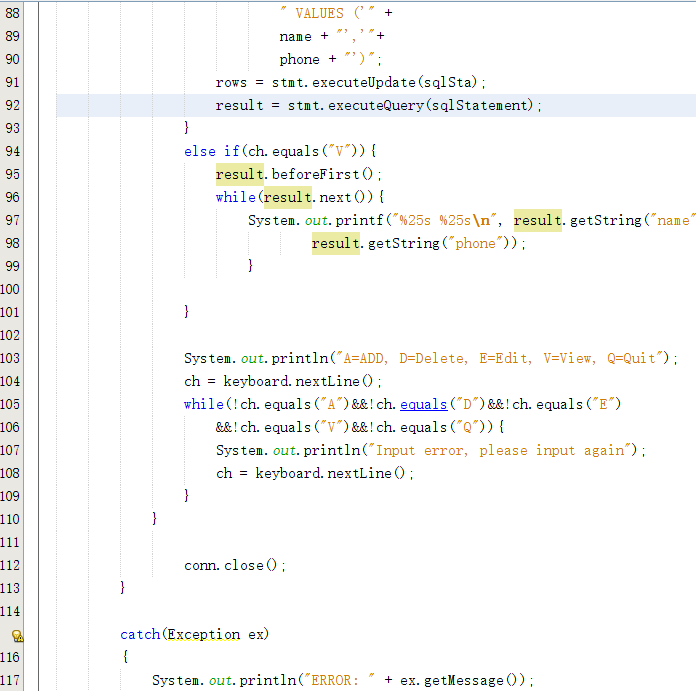 88 " VALUES ('" +
89 name + "','"+
90 phone + "')";
91 rows = stmt.executeUpdate(sqlSta);
92 result = stmt.executeQuery(sqlStatement);
93 }
94 else if(ch.equals("V")){
95 result.beforeFirst();
96 while(result.next()){
97 System.out.printf("%25s %25s\n", result.getString("name"
98 result.getString("phone"));
99 }
100
101 }
102
103 System.out.println("A=ADD, D=Delete, E=Edit, V=View, Q=Quit");
104 ch = keyboard.nextLine();
105 while(!ch.equals("A")&&!ch.equals("D")&&!ch.equals("E")
106 &&!ch.equals("V")&&!ch.equals("Q")){
107 System.out.println("Input error, please input again");
108 ch = keyboard.nextLine();
109 }
110 }
111
112 conn.close();
113 }
114
catch(Exception ex)
116 {
117 System.out.println("ERROR: " + ex.getMessage());